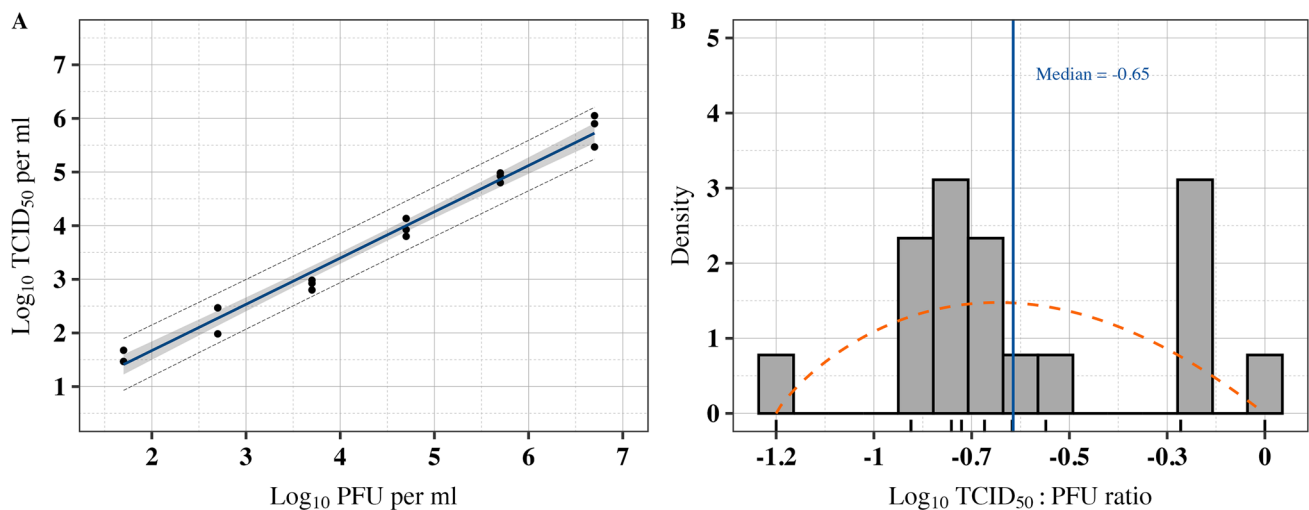 A
Log₁₀ TCID₅₀ per ml
7
6
5
4
3
2
1
2 3 4 5 6 7
Log₁₀ PFU per ml
B
Density
5
4
3
2
1
0
Median = -0.65
-1.2 -1 -0.7 -0.5 -0.3 0
Log₁₀ TCID₅₀ : PFU ratio